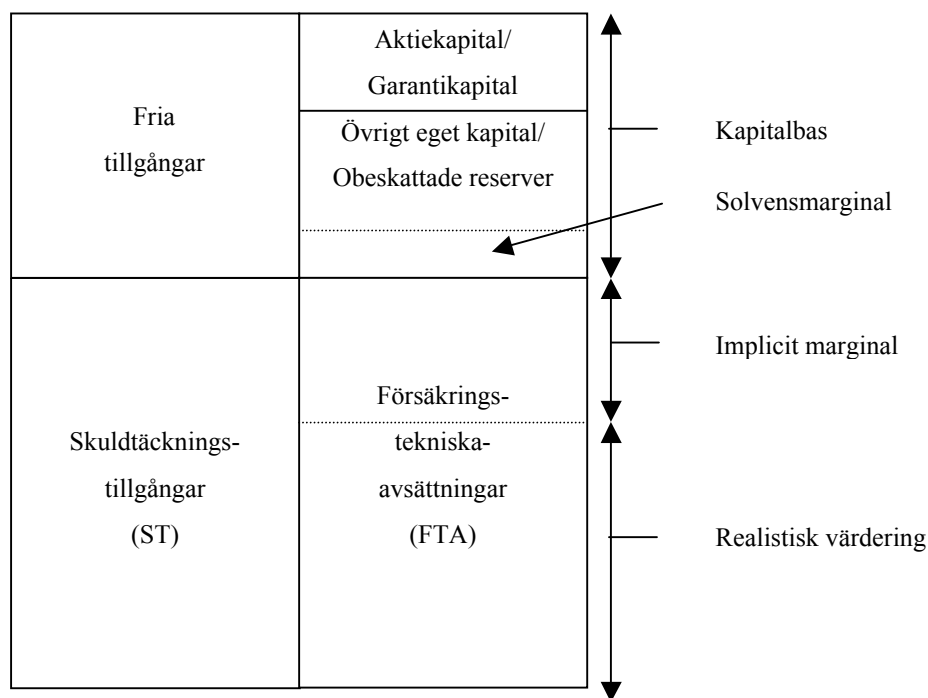 Fria
tillgångar
Aktiekapital/
Garantikapital
Övrigt eget kapital/
Obeskattade reserver
Kapitalbas
Solvensmarginal
Skuldtäcknings-
tillgångar
(ST)
Försäkrings-
tekniska-
avsättningar
(FTA)
Implicit marginal
Realistisk värdering